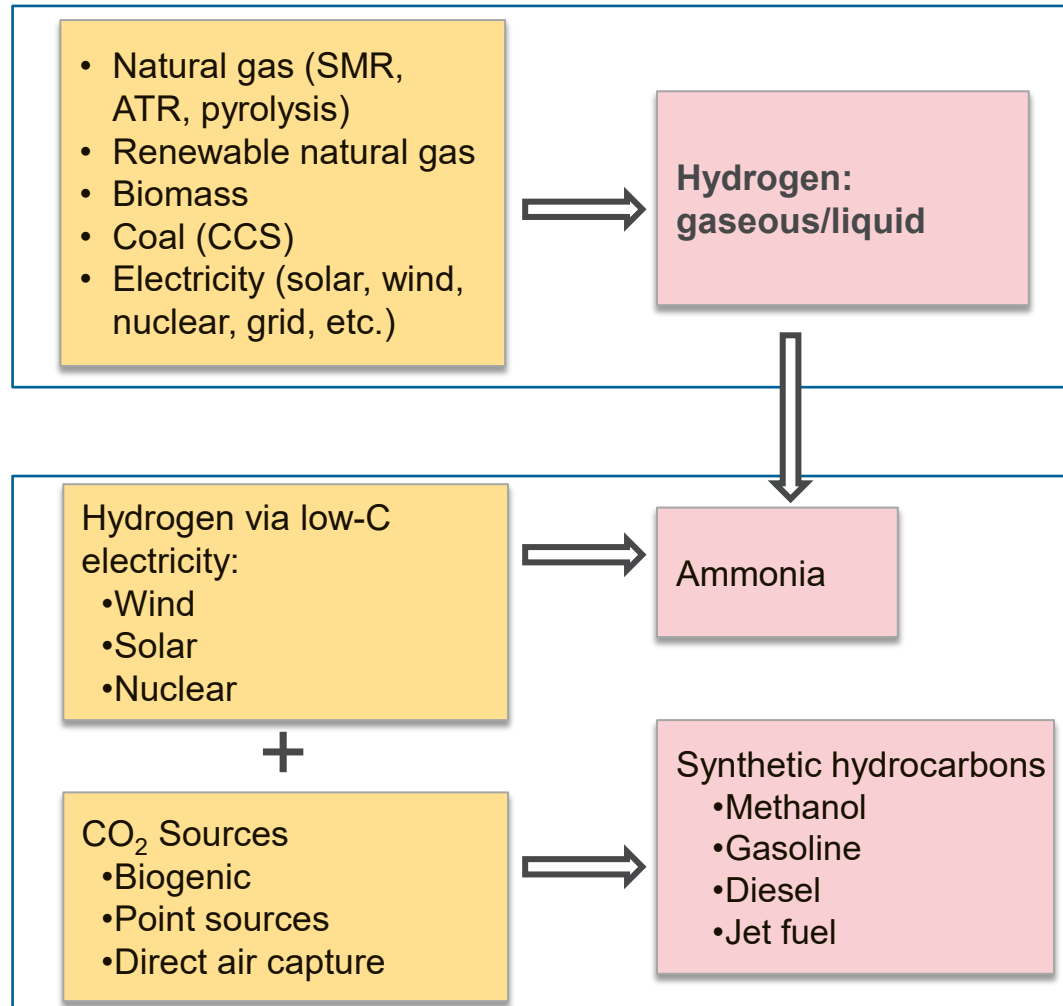 • Natural gas (SMR,
ATR, pyrolysis)
• Renewable natural gas
• Biomass
• Coal (CCS)
• Electricity (solar, wind,
nuclear, grid, etc.)
Hydrogen:
gaseous/liquid
Hydrogen via low-C
electricity:
•Wind
•Solar
•Nuclear
Ammonia
+
CO₂ Sources
•Biogenic
•Point sources
•Direct air capture
Synthetic hydrocarbons
•Methanol
•Gasoline
•Diesel
•Jet fuel